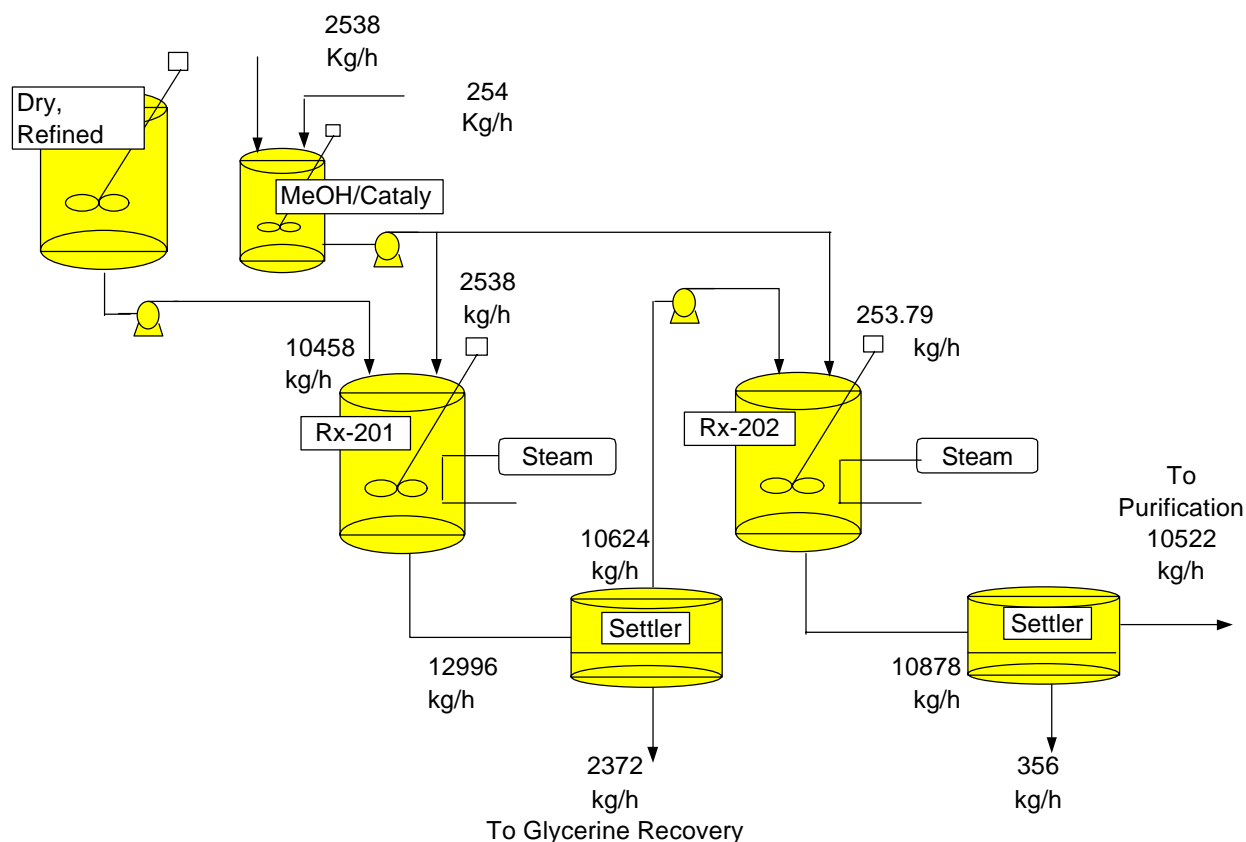 2538
Kg/h
254
Kg/h
Dry,
Refined
MeOH/Cataly
2538
kg/h
253.79
kg/h
10458
kg/h
Rx-201
Steam
Rx-202
Steam
To
Purification
10522
kg/h
10624
kg/h
Settler
Settler
12996
kg/h
10878
kg/h
2372
kg/h
To Glycerine Recovery
356
kg/h